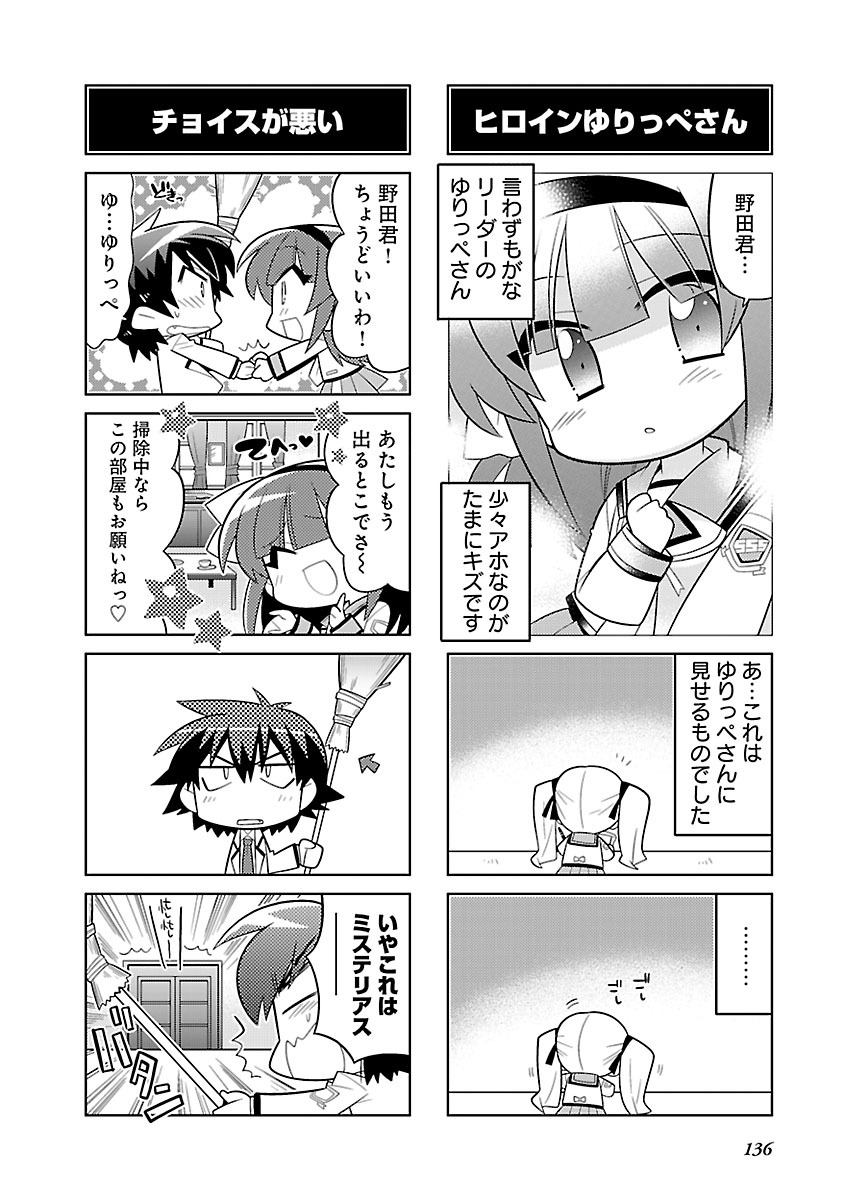 ヒロインゆりっぺさん
野田君…
言わずもがな
リーダーの
ゆりっぺさん
少々アホなのが
たまにキズです
SSS
あ…これは
ゆりっぺさんに
見せるものでした
………
ごそ
ごそ
チョイスが悪い
野田君！
ちょうどいいわ！
どきっ
ゆ…ゆりっぺ
あたしもう
出るとこでさ～
てへっ♥
掃除中なら
この部屋もお願いねっ♡
いやこれは
ミステリアス
バタン
136